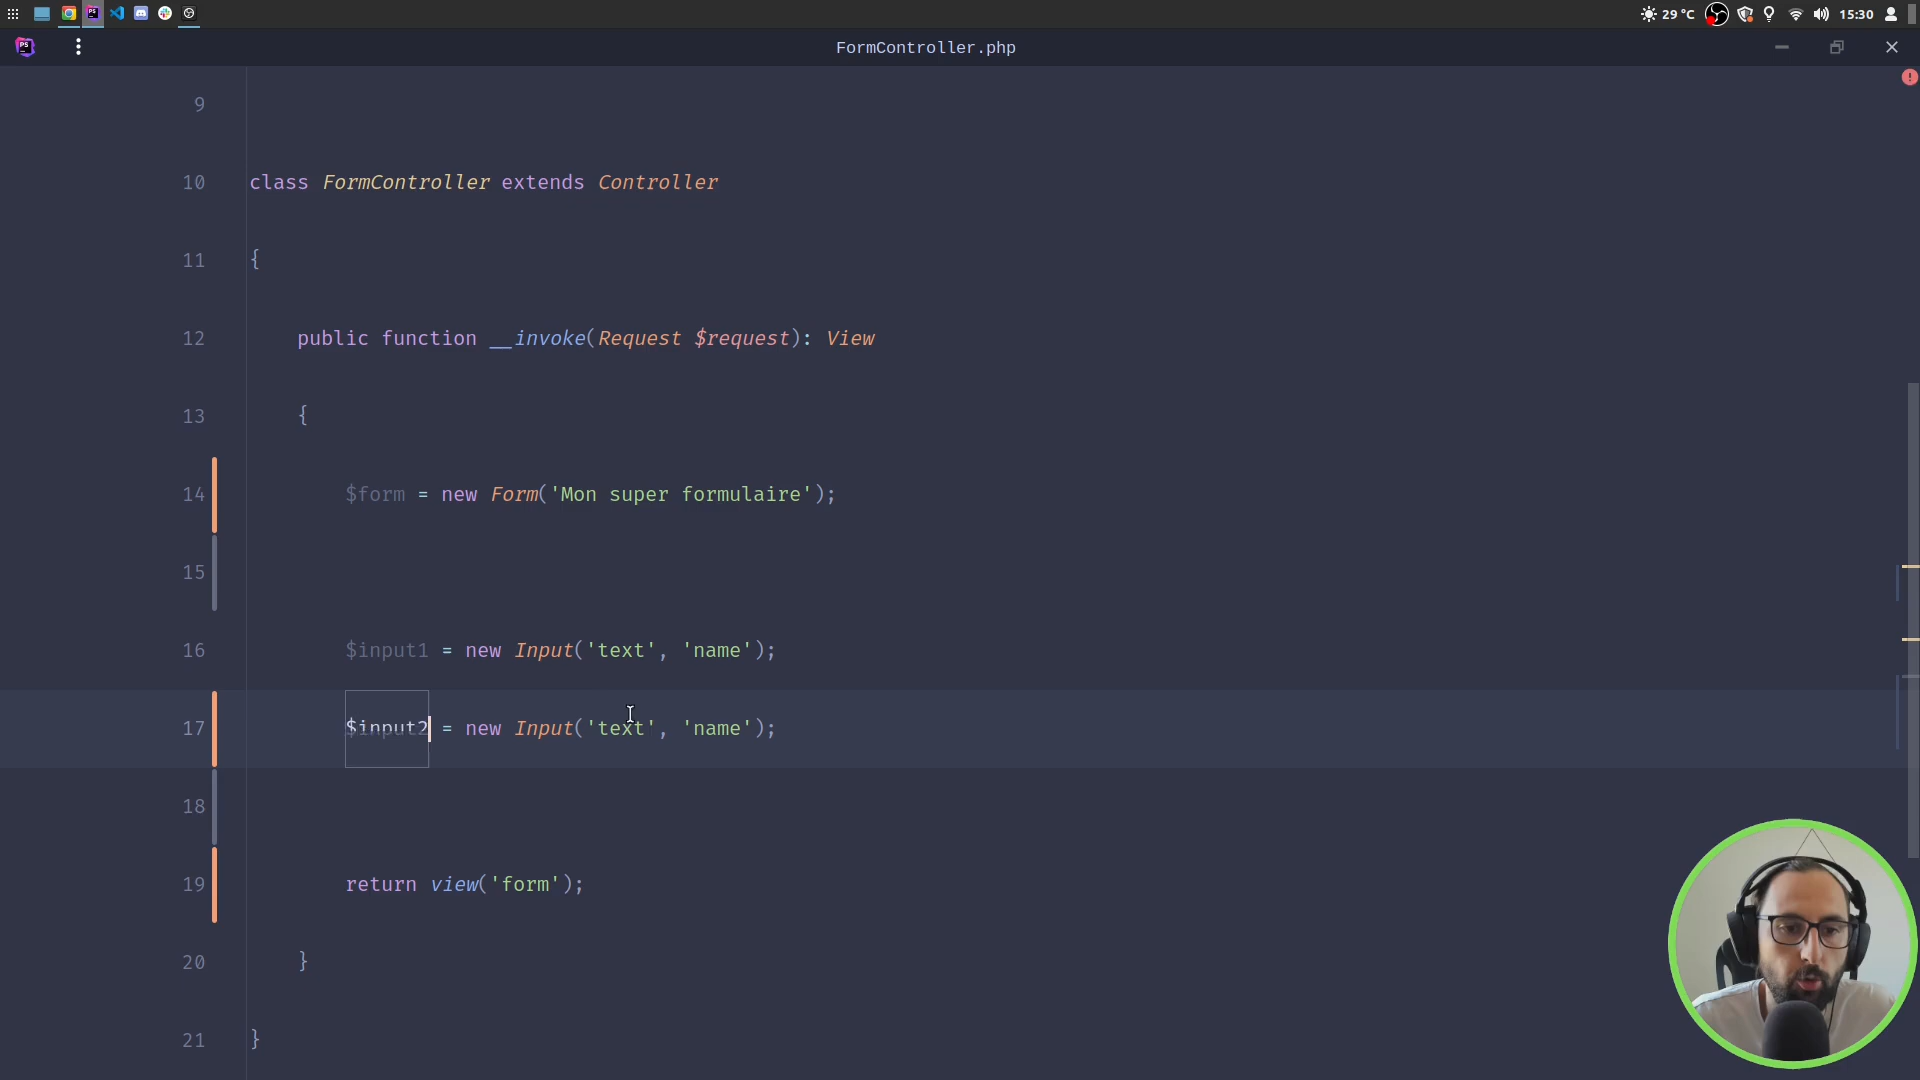 29 °C
15:30
FormController.php
9
10 class FormController extends Controller
11 {
12 public function __invoke(Request $request): View
13 {
14 $form = new Form('Mon super formulaire');
15
16 $input1 = new Input('text', 'name');
17 $input2 = new Input('text', 'name');
18
19 return view('form');
20 }
21 }